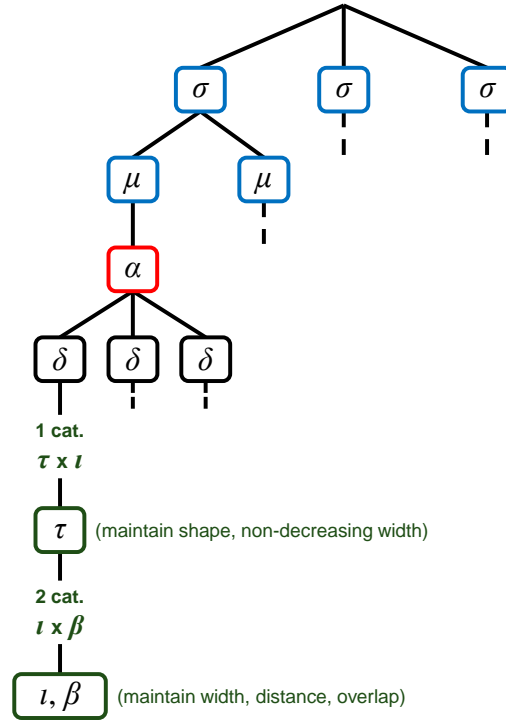 σ σ σ
μ μ
α
δ δ δ
1 cat.
τ x ι
τ (maintain shape, non-decreasing width)
2 cat.
ι x β
ι, β (maintain width, distance, overlap)